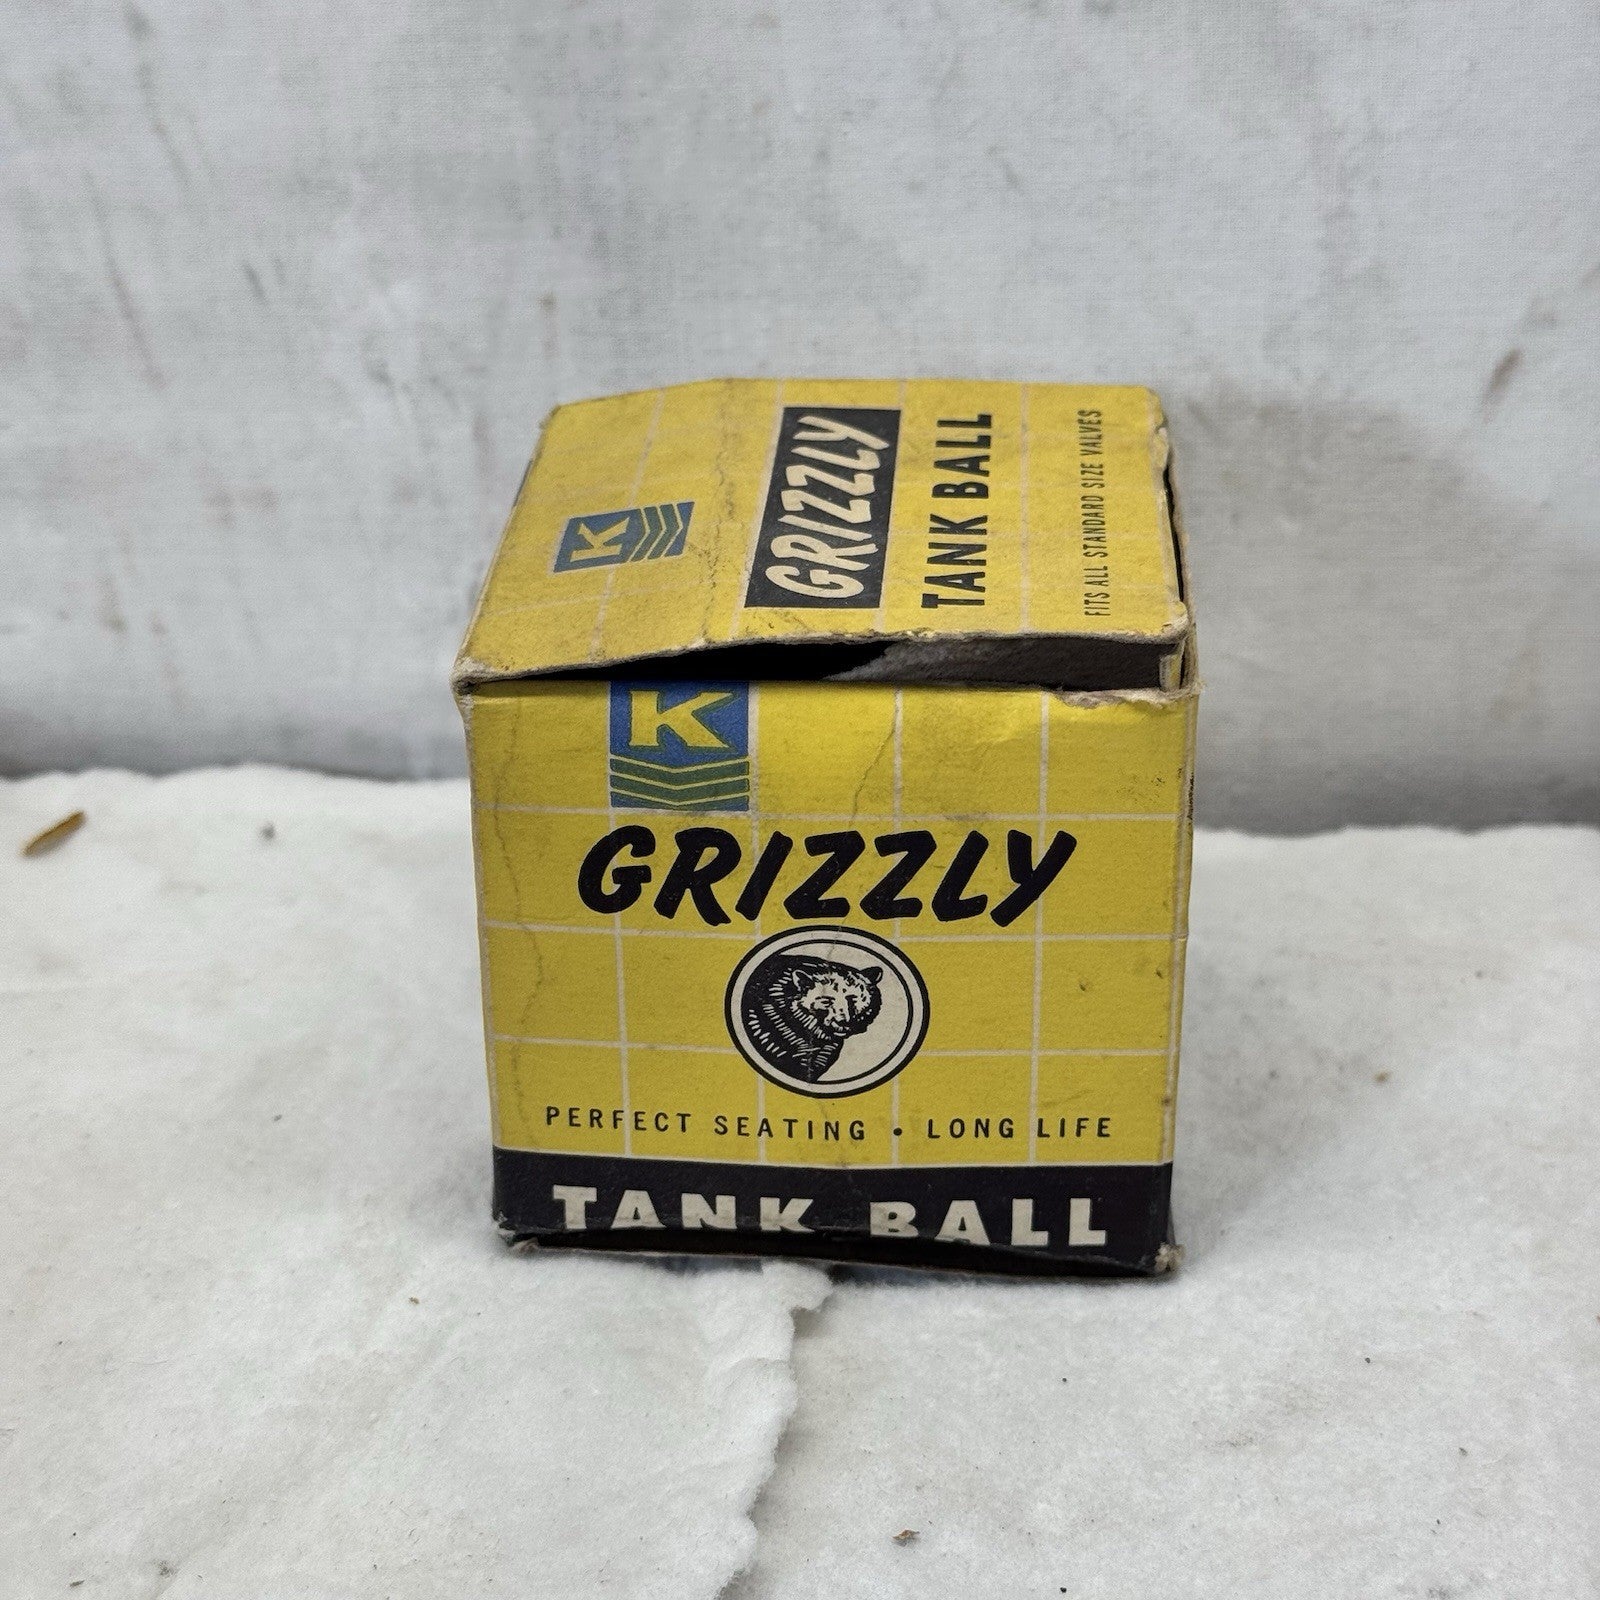 K
GRIZZLY
TANK BALL
FITS ALL STANDARD SIZE VALVES
K
GRIZZLY
PERFECT SEATING • LONG LIFE
TANK BALL